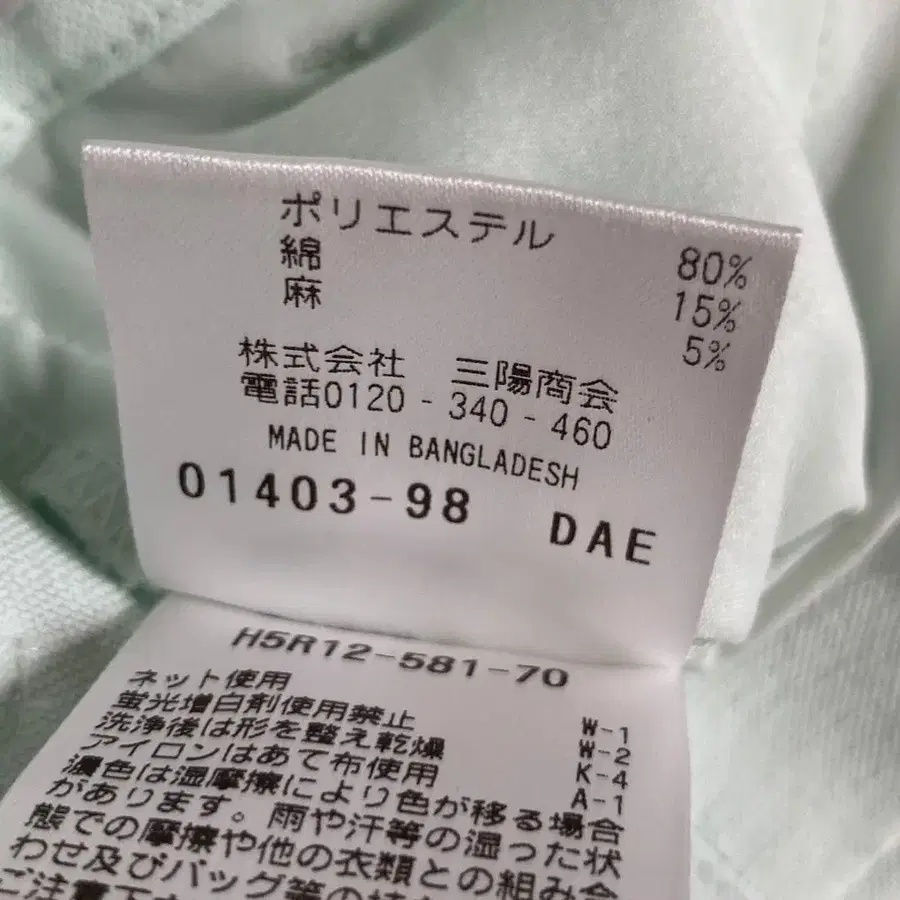 ポリエステル 80%
綿 15%
麻 5%
株式会社 三陽商会
電話0120-340-460
MADE IN BANGLADESH
01403-98 DAE
H5R12-581-70
ネット使用 W-1
蛍光増白剤使用禁止 W-2
洗浄後は形を整え乾燥 K-4
アイロンはあて布使用 A-1
濃色は湿摩擦により色が移る場合
があります。雨や汗等の湿った状
態での摩擦や他の衣類との組み合
わせ及びバッグ等の
ご注意下